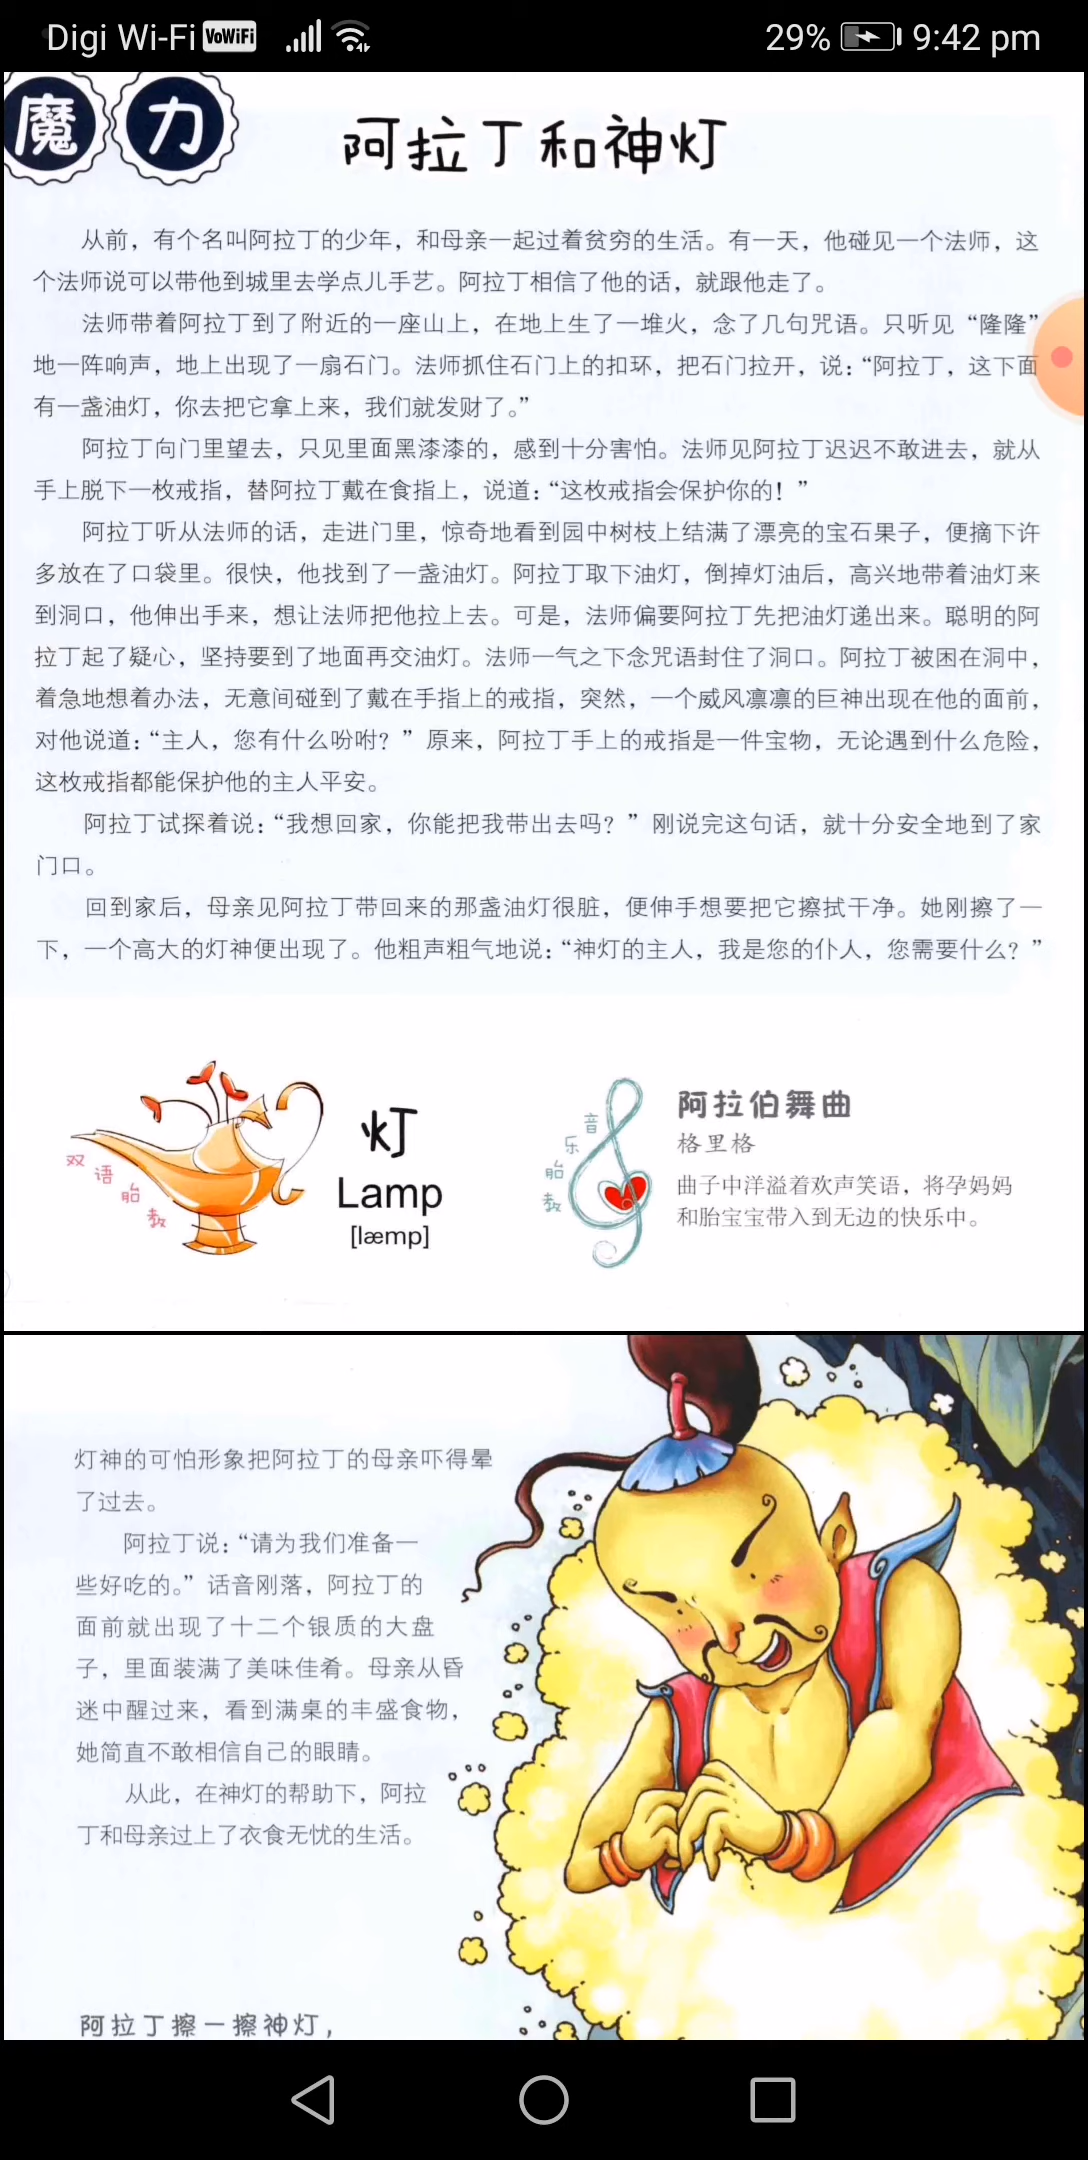 Digi Wi-Fi VoWiFi 29% 9:42 pm
魔力
阿拉丁和神灯
从前，有个名叫阿拉丁的少年，和母亲一起过着贫穷的生活。有一天，他碰见一个法师，这
个法师说可以带他到城里去学点儿手艺。阿拉丁相信了他的话，就跟他走了。
法师带着阿拉丁到了附近的一座山上，在地上生了一堆火，念了几句咒语。只听见“隆隆”
地一阵响声，地上出现了一扇石门。法师抓住石门上的扣环，把石门拉开，说：“阿拉丁，这下面
有一盏油灯，你去把它拿上来，我们就发财了。”
阿拉丁向门里望去，只见里面黑漆漆的，感到十分害怕。法师见阿拉丁迟迟不敢进去，就从
手上脱下一枚戒指，替阿拉丁戴在食指上，说道：“这枚戒指会保护你的！”
阿拉丁听从法师的话，走进门里，惊奇地看到园中树枝上结满了漂亮的宝石果子，便摘下许
多放在了口袋里。很快，他找到了一盏油灯。阿拉丁取下油灯，倒掉灯油后，高兴地带着油灯来
到洞口，他伸出手来，想让法师把他拉上去。可是，法师偏要阿拉丁先把油灯递出来。聪明的阿
拉丁起了疑心，坚持要到了地面再交油灯。法师一气之下念咒语封住了洞口。阿拉丁被困在洞中，
着急地想着办法，无意间碰到了戴在手指上的戒指，突然，一个威风凛凛的巨神出现在他的面前，
对他说道：“主人，您有什么吩咐？”原来，阿拉丁手上的戒指是一件宝物，无论遇到什么危险，
这枚戒指都能保护他的主人平安。
阿拉丁试探着说：“我想回家，你能把我带出去吗？”刚说完这句话，就十分安全地到了家
门口。
回到家后，母亲见阿拉丁带回来的那盏油灯很脏，便伸手想要把它擦拭干净。她刚擦了一
下，一个高大的灯神便出现了。他粗声粗气地说：“神灯的主人，我是您的仆人，您需要什么？”
双语胎教
灯
Lamp
[læmp]
音乐胎教
阿拉伯舞曲
格里格
曲子中洋溢着欢声笑语，将孕妈妈
和胎宝宝带入到无边的快乐中。
灯神的可怕形象把阿拉丁的母亲吓得晕
了过去。
阿拉丁说：“请为我们准备一
些好吃的。”话音刚落，阿拉丁的
面前就出现了十二个银质的大盘
子，里面装满了美味佳肴。母亲从昏
迷中醒过来，看到满桌的丰盛食物，
她简直不敢相信自己的眼睛。
从此，在神灯的帮助下，阿拉
丁和母亲过上了衣食无忧的生活。
阿拉丁擦一擦神灯，